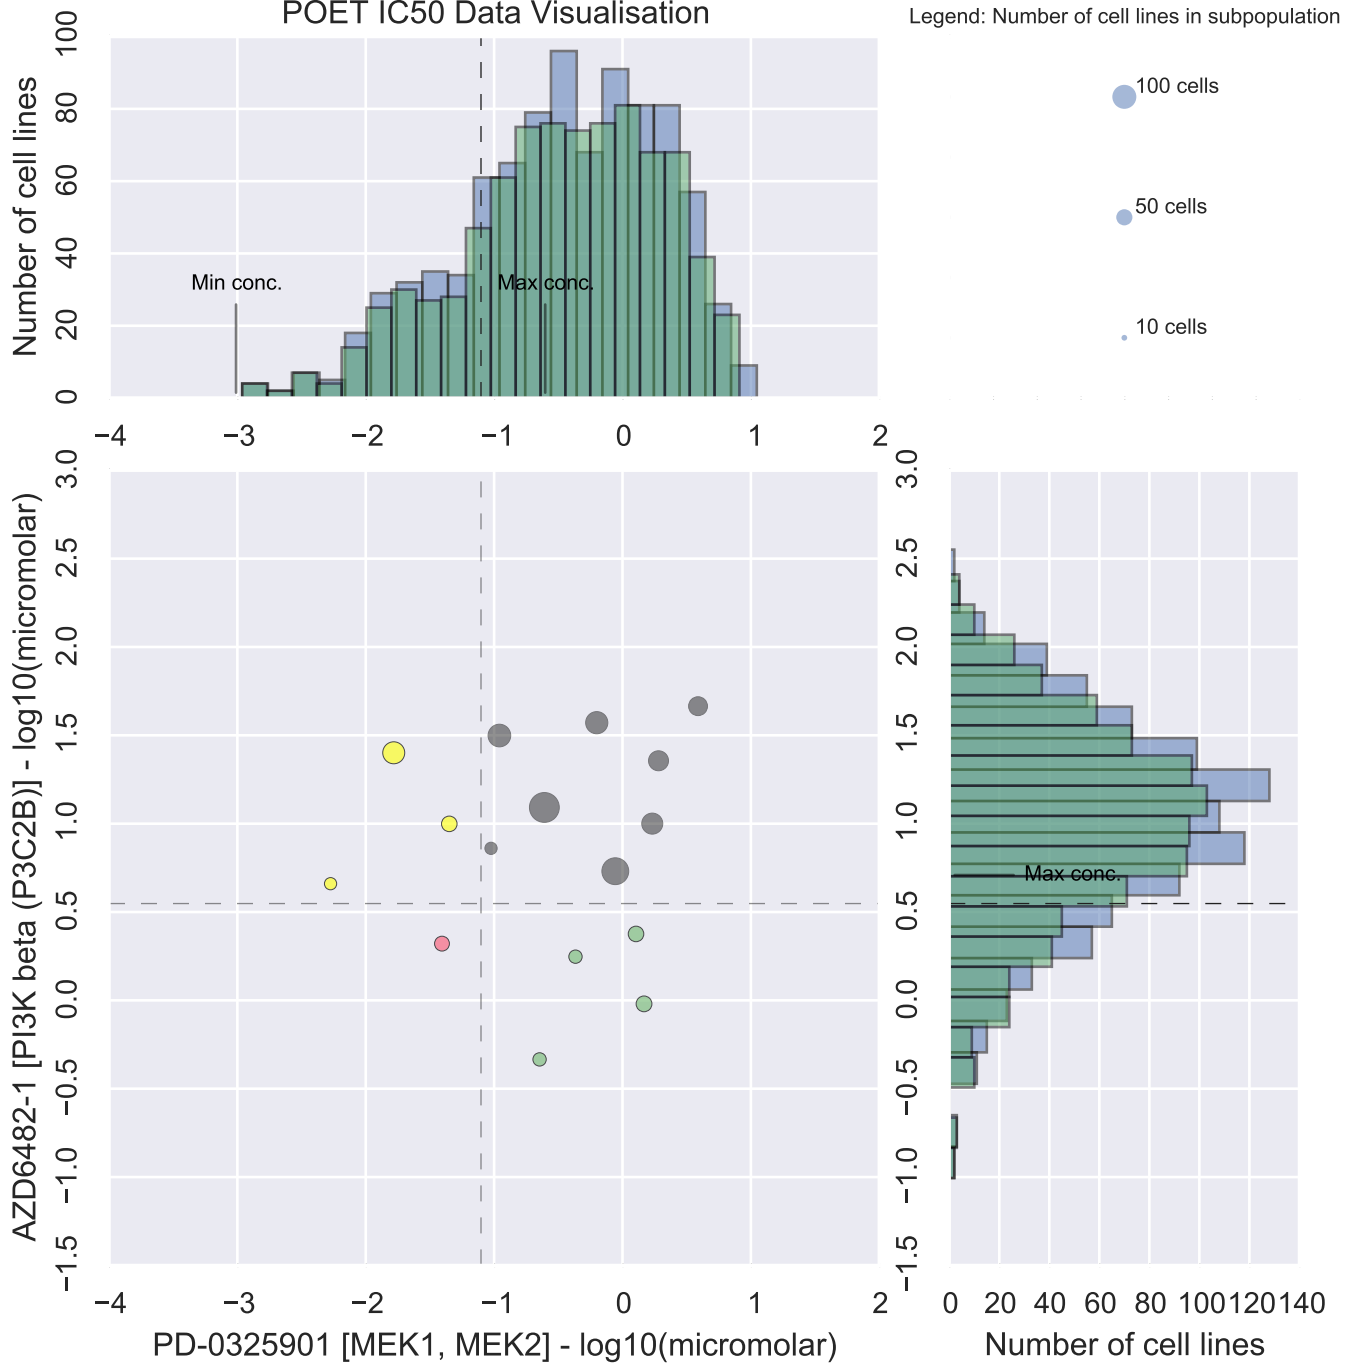 POET IC50 Data Visualisation
Legend: Number of cell lines in subpopulation
100 cells
50 cells
10 cells
Number of cell lines
100
80
60
40
20
0
Min conc.
Max conc.
−4 −3 −2 −1 0 1 2
AZD6482-1 [PI3K beta (P3C2B)] - log10(micromolar)
3.0
2.5
2.0
1.5
1.0
0.5
0.0
−0.5
−1.0
−1.5
−4 −3 −2 −1 0 1 2
PD-0325901 [MEK1, MEK2] - log10(micromolar)
3.0
2.5
2.0
1.5
1.0
0.5
0.0
−0.5
−1.0
−1.5
Max conc.
0 20 40 60 80 100 120 140
Number of cell lines